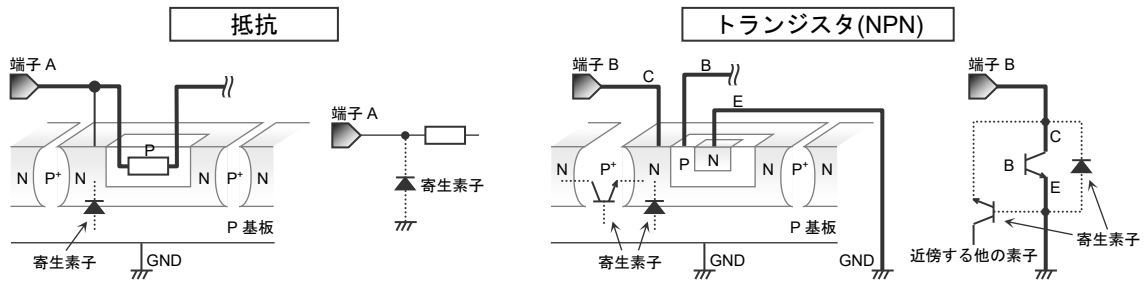 抵抗
トランジスタ(NPN)
端子 A
P
N
P+
N
N
P+
N
P 基板
寄生素子
GND
端子 A
寄生素子
端子 B
C
B
E
N
P+
N
P
N
N
P+
N
P 基板
寄生素子
GND
GND
端子 B
C
B
E
寄生素子
近傍する他の素子